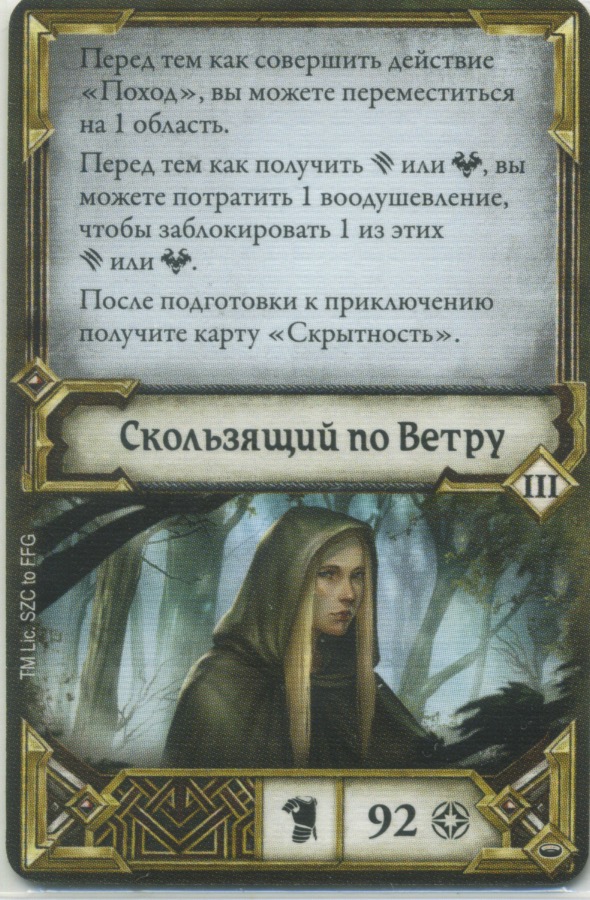 Перед тем как совершить действие
«Поход», вы можете переместиться
на 1 область.
Перед тем как получить или , вы
можете потратить 1 воодушевление,
чтобы заблокировать 1 из этих
или .
После подготовки к приключению
получите карту «Скрытность».
Скользящий по Ветру
III
TM Lic. SZC to FFG
92